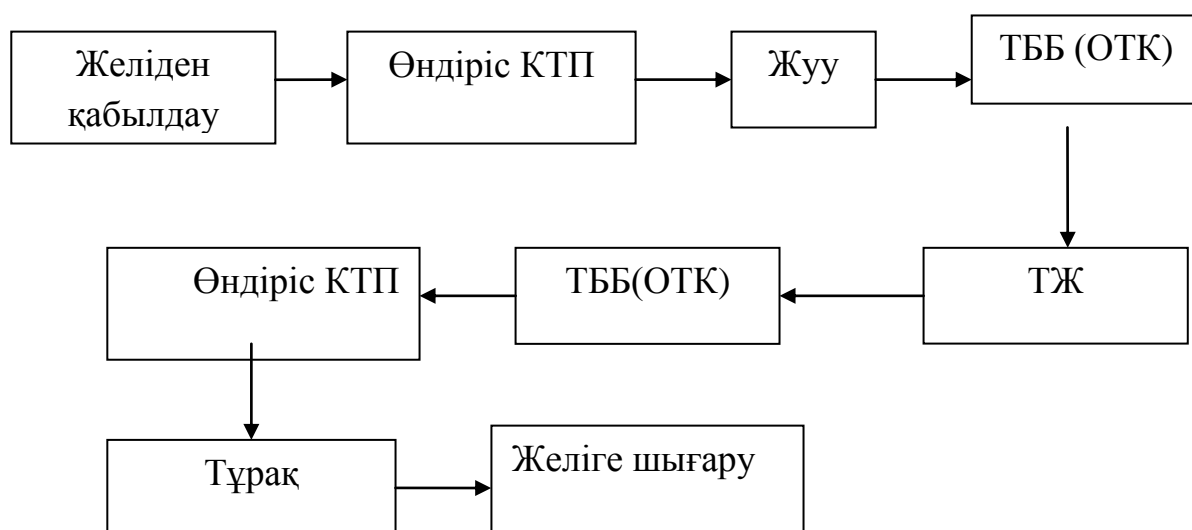 Желіден
қабылдау
Өндіріс КТП
Жуу
ТББ (ОТК)
ТЖ
ТББ(ОТК)
Өндіріс КТП
Тұрақ
Желіге шығару